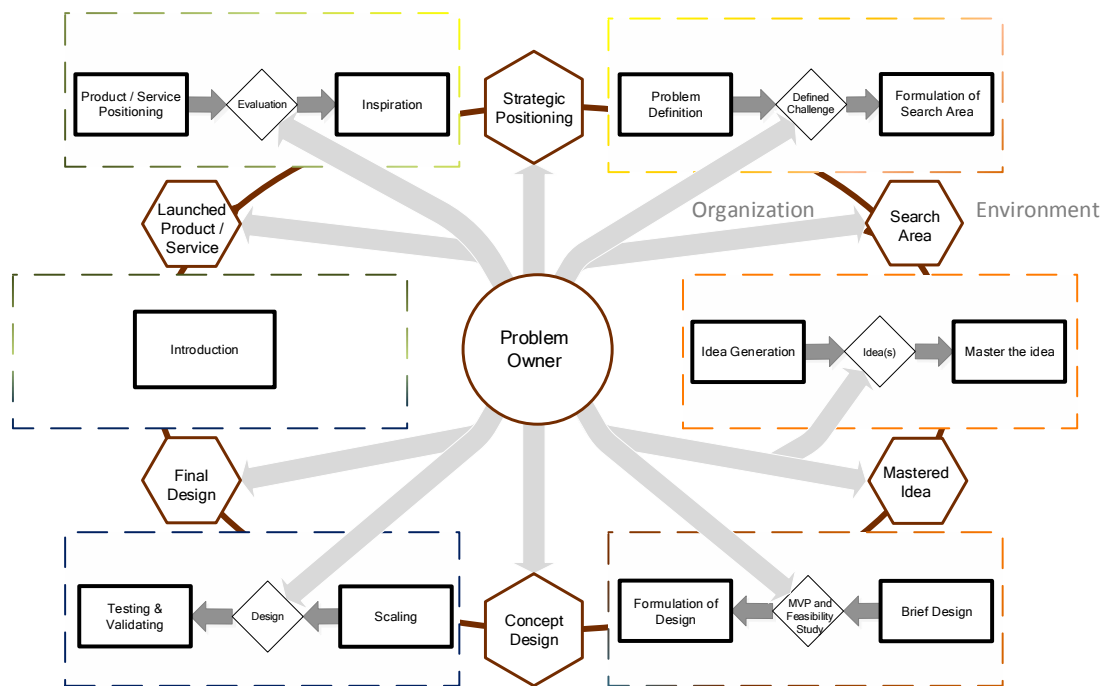 Product / Service
Positioning
Evaluation
Inspiration
Strategic
Positioning
Problem
Definition
Defined
Challenge
Formulation of
Search Area
Launched
Product /
Service
Organization
Search
Area
Environment
Introduction
Problem
Owner
Idea Generation
Idea(s)
Master the idea
Final
Design
Mastered
Idea
Testing &
Validating
Design
Scaling
Concept
Design
Formulation of
Design
MVP and
Feasibility
Study
Brief Design